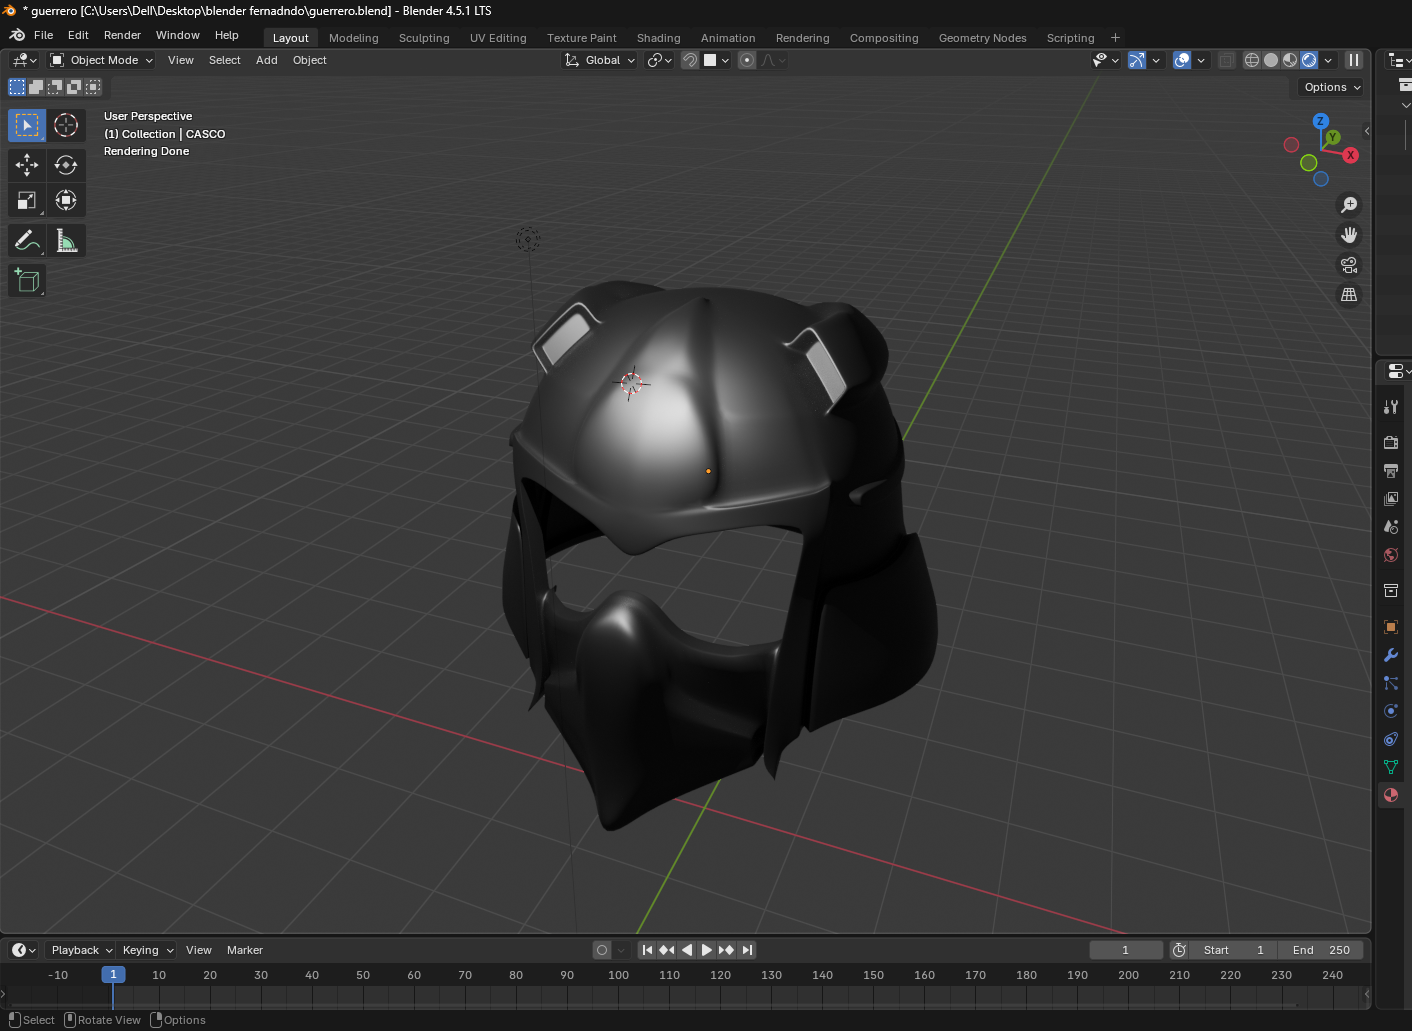 * guerrero [C:\Users\Dell\Desktop\blender fernadndo\guerrero.blend] - Blender 4.5.1 LTS
File Edit Render Window Help Layout Modeling Sculpting UV Editing Texture Paint Shading Animation Rendering Compositing Geometry Nodes Scripting +
Object Mode View Select Add Object Global
Options
User Perspective
(1) Collection | CASCO
Rendering Done
Z
Y
X
Playback Keying View Marker 1 Start 1 End 250
-10 1 10 20 30 40 50 60 70 80 90 100 110 120 130 140 150 160 170 180 190 200 210 220 230 240
Select Rotate View Options